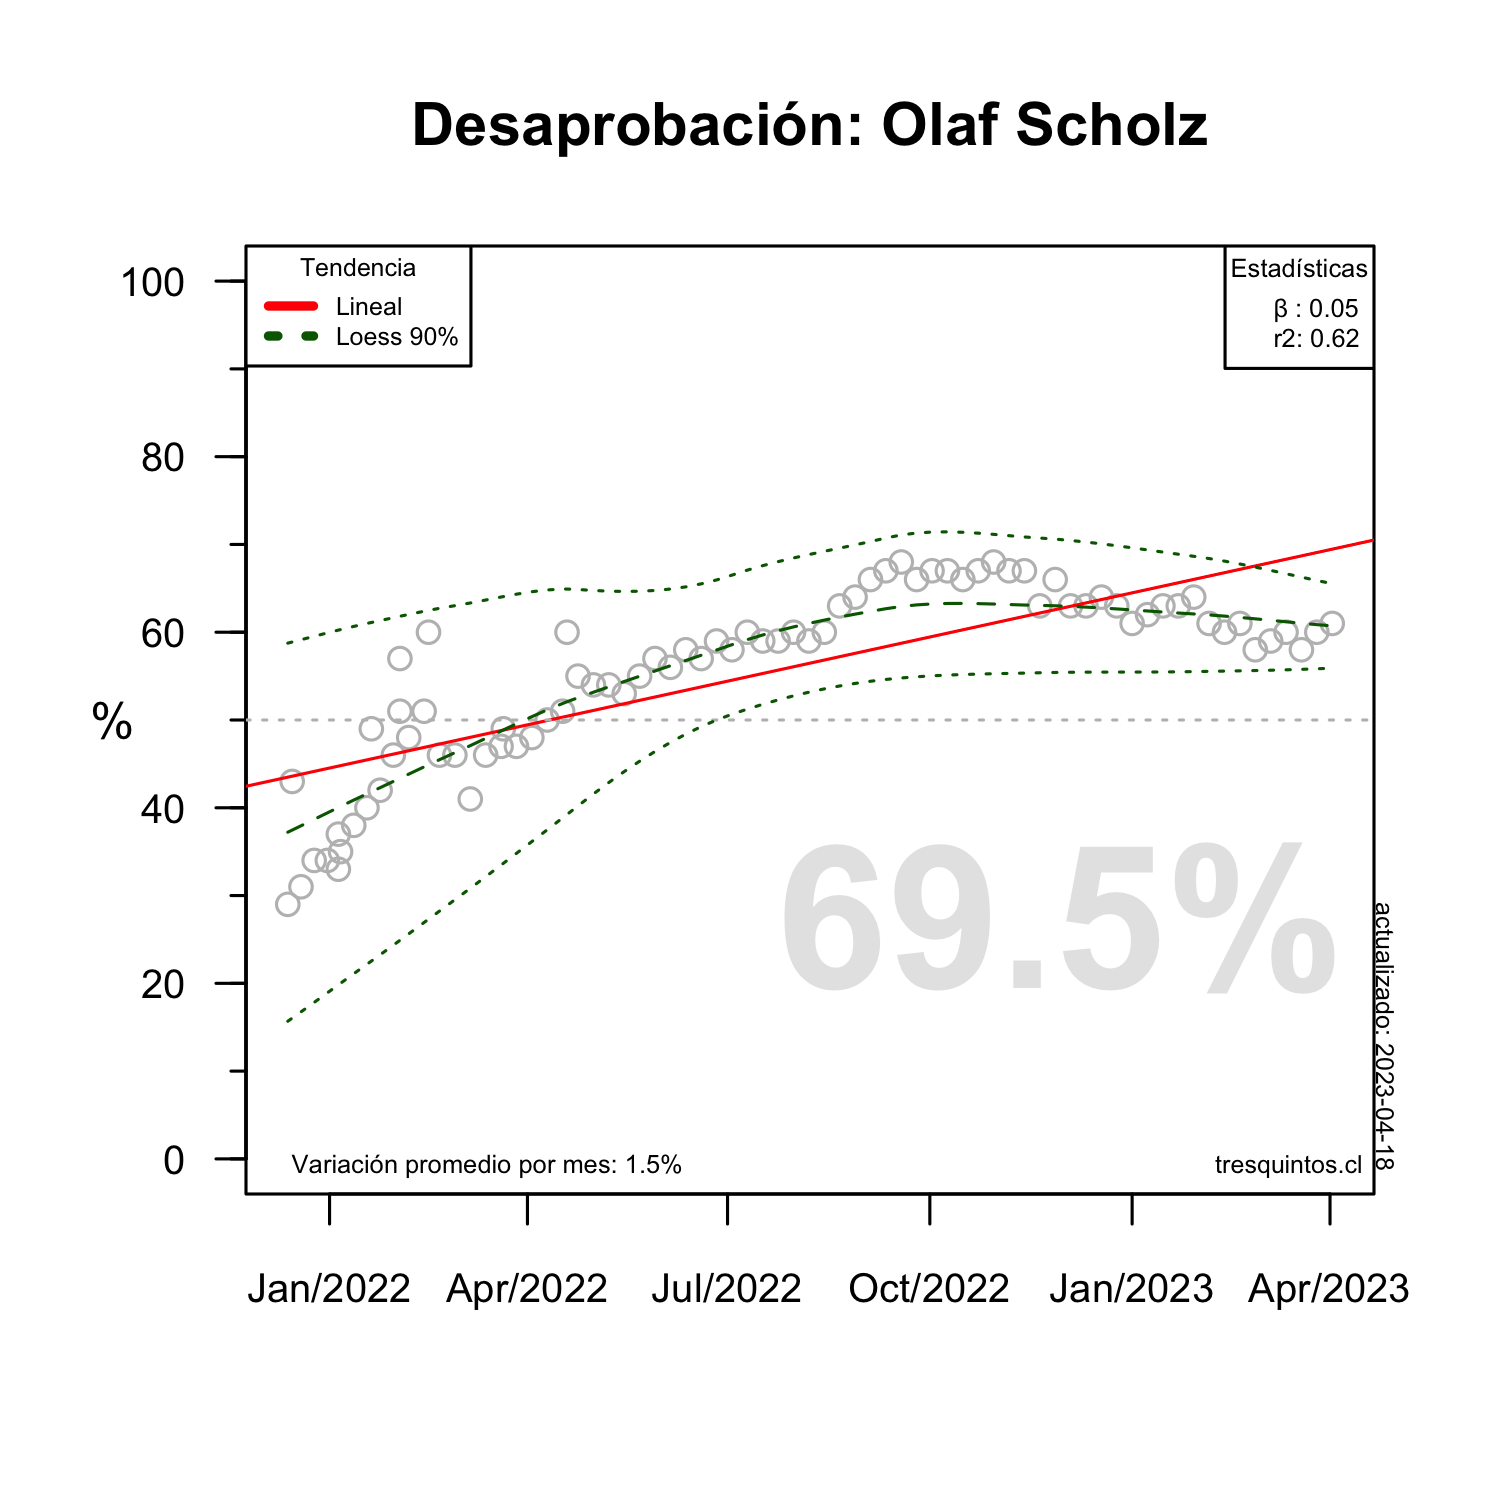 Desaprobación: Olaf Scholz
Tendencia
Lineal
Loess 90%
Estadísticas
β : 0.05
r2: 0.62
100
80
60
%
40
20
0
69.5%
actualizado: 2023-04-18
Variación promedio por mes: 1.5%
tresquintos.cl
Jan/2022
Apr/2022
Jul/2022
Oct/2022
Jan/2023
Apr/2023